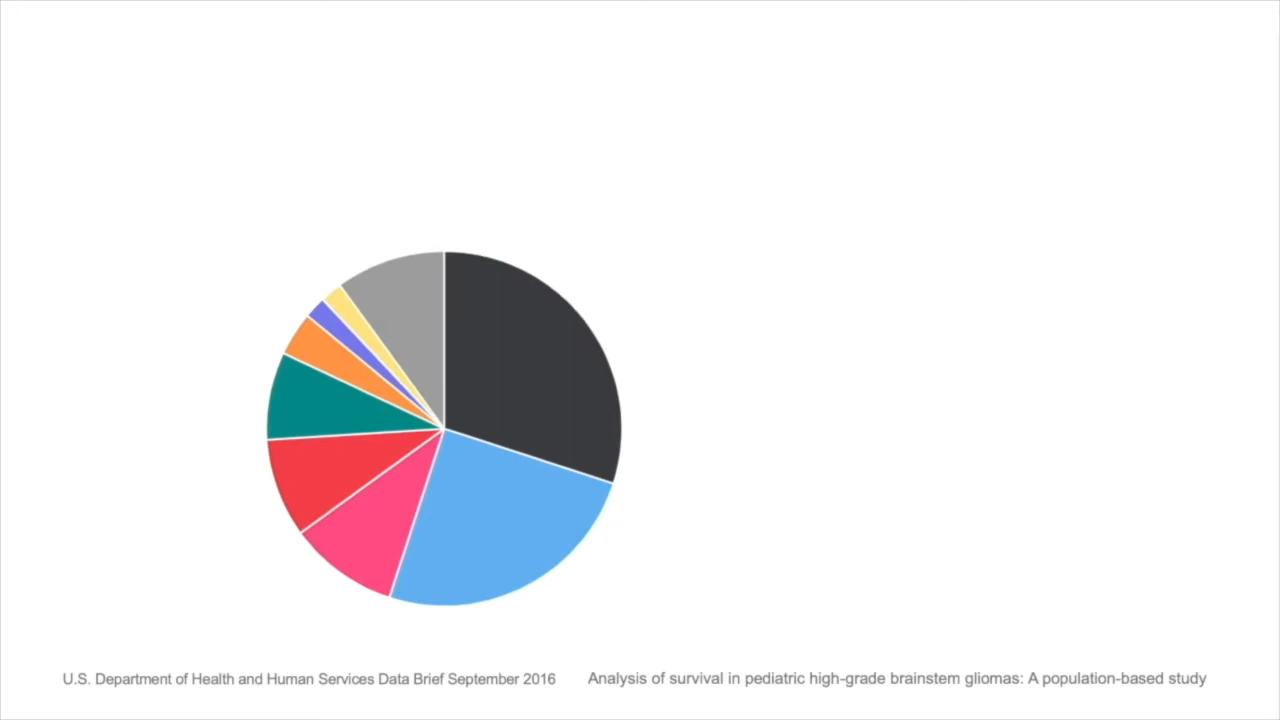 U.S. Department of Health and Human Services Data Brief September 2016
Analysis of survival in pediatric high-grade brainstem gliomas: A population-based study